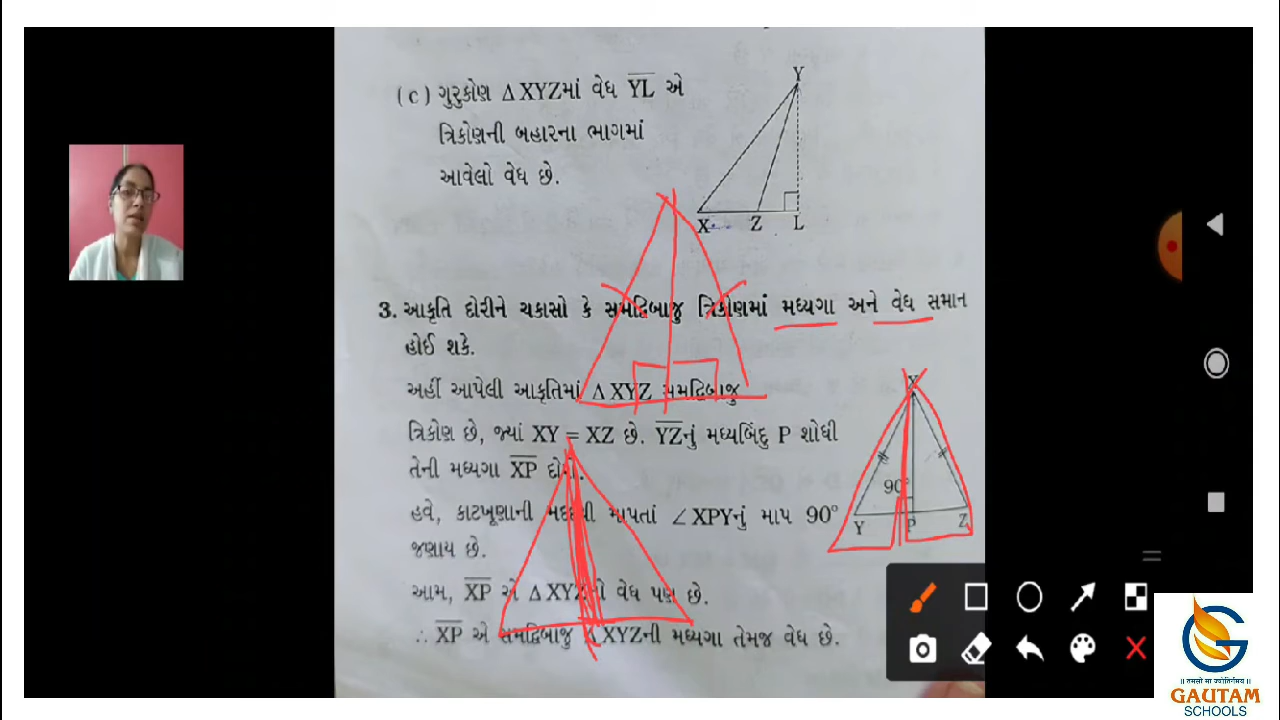 (c) ગુરુકોણ Δ XYZમાં વેધ YL એ
ત્રિકોણની બહારના ભાગમાં
આવેલો વેધ છે.
Y
X
Z
L
3. આકૃતિ દોરીને ચકાસો કે સમદ્વિબાજુ ત્રિકોણમાં મધ્યગા અને વેધ સમાન
હોઈ શકે.
અહીં આપેલી આકૃતિમાં Δ XYZ સમદ્વિબાજુ
ત્રિકોણ છે, જ્યાં XY = XZ છે. YZનું મધ્યબિંદુ P શોધી
તેની મધ્યગા XP દોરો.
હવે, કાટખૂણાની મદદથી માપતાં ∠XPYનું માપ 90°
જણાય છે.
આમ, XP એ Δ XYZનો વેધ પણ છે.
∴ XP એ સમદ્વિબાજુ Δ XYZની મધ્યગા તેમજ વેધ છે.
X
90°
Y
P
Z
G
|| तमसो मा ज्योतिर्गमय ||
GAUTAM
SCHOOLS